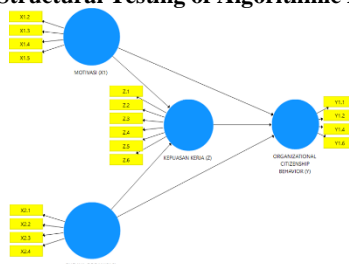 Structural Testing of Algorithmic
X1.2
X1.3
X1.4
X1.5
MOTIVASI (X1)
Z.1
Z.2
Z.3
Z.4
Z.5
Z.6
KEPUASAN KERJA (Z)
Y1.1
Y1.2
Y1.4
Y1.6
ORGANIZATIONAL
CITIZENSHIP
BEHAVIOR (Y)
X2.1
X2.2
X2.3
X2.4